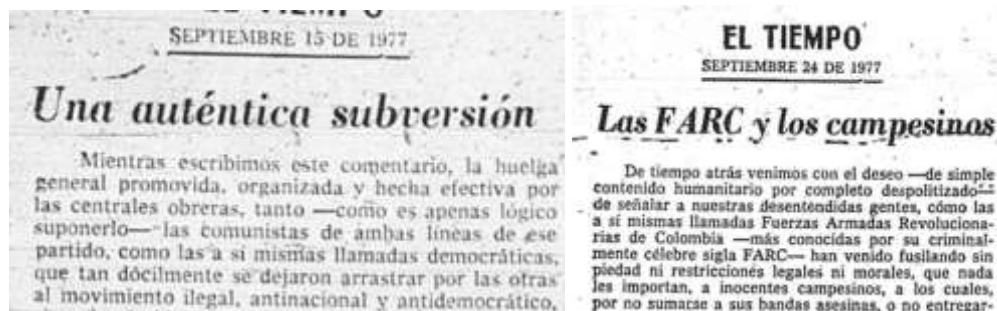 EL TIEMPO
SEPTIEMBRE 15 DE 1977
Una auténtica subversión
Mientras escribimos este comentario, la huelga
general promovida, organizada y hecha efectiva por
las centrales obreras, tanto —como es apenas lógico
suponerlo— las comunistas de ambas líneas de ese
partido, como las a sí mismas llamadas democráticas,
que tan dócilmente se dejaron arrastrar por las otras
al movimiento ilegal, antinacional y antidemocrático,
EL TIEMPO
SEPTIEMBRE 24 DE 1977
Las FARC y los campesinos
De tiempo atrás venimos con el deseo —de simple
contenido humanitario por completo despolitizado—
de señalar a nuestras desentendidas gentes, cómo las
a sí mismas llamadas Fuerzas Armadas Revoluciona-
rias de Colombia —más conocidas por su criminal-
mente célebre sigla FARC— han venido fusilando sin
piedad ni restricciones legales ni morales, que nada
les importan, a inocentes campesinos, a los cuales,
por no sumarse a sus bandas asesinas, o no entregar-